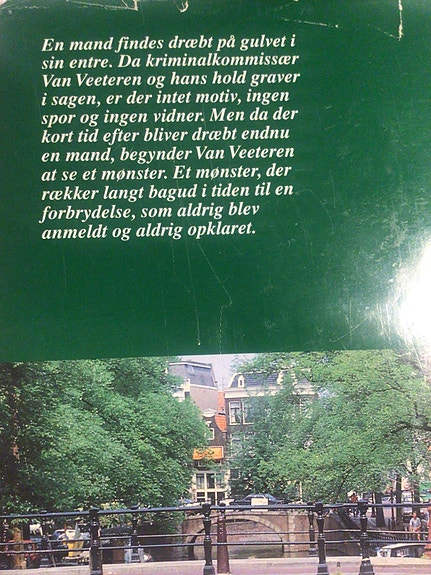 En mand findes dræbt på gulvet i
sin entre. Da kriminalkommissær
Van Veeteren og hans hold graver
i sagen, er der intet motiv, ingen
spor og ingen vidner. Men da der
kort tid efter bliver dræbt endnu
en mand, begynder Van Veeteren
at se et mønster. Et mønster, der
rækker langt bagud i tiden til en
forbrydelse, som aldrig blev
anmeldt og aldrig opklaret.